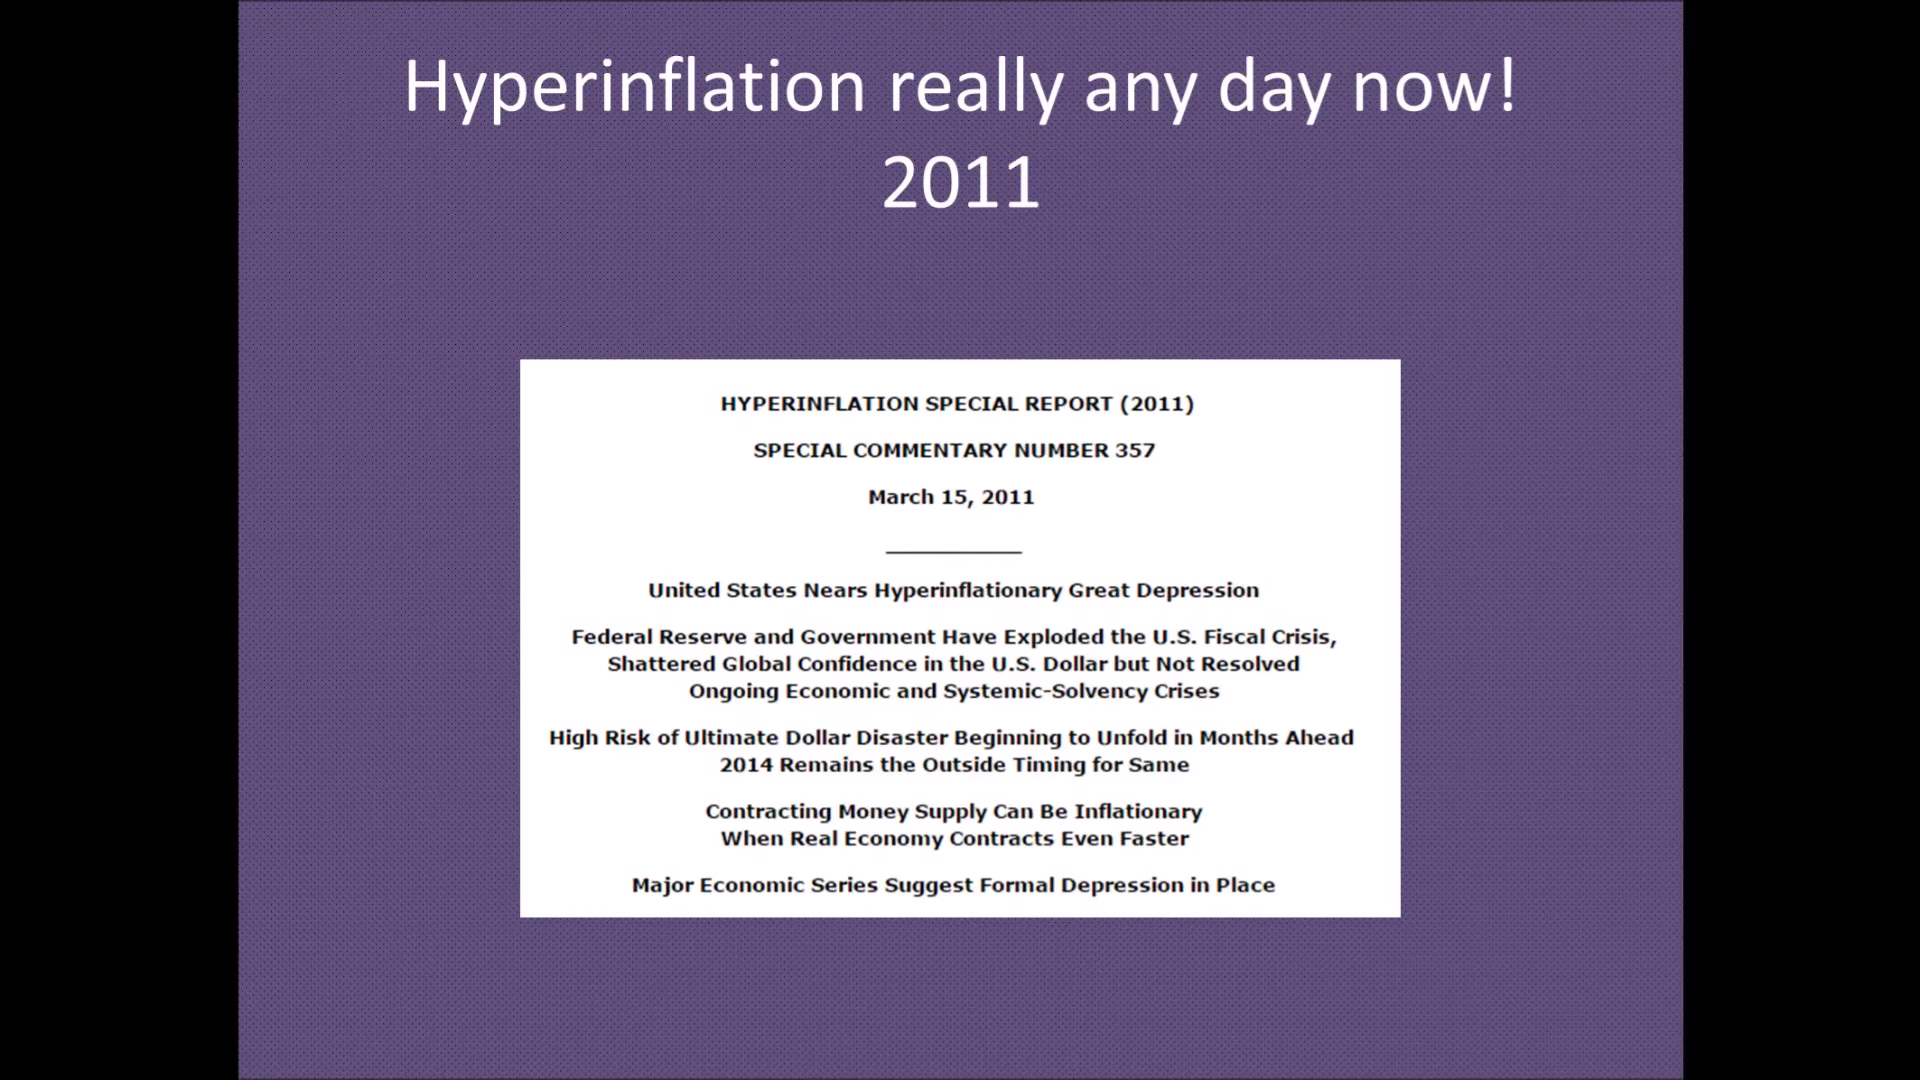 Hyperinflation really any day now!
2011
HYPERINFLATION SPECIAL REPORT (2011)
SPECIAL COMMENTARY NUMBER 357
March 15, 2011
United States Nears Hyperinflationary Great Depression
Federal Reserve and Government Have Exploded the U.S. Fiscal Crisis,
Shattered Global Confidence in the U.S. Dollar but Not Resolved
Ongoing Economic and Systemic-Solvency Crises
High Risk of Ultimate Dollar Disaster Beginning to Unfold in Months Ahead
2014 Remains the Outside Timing for Same
Contracting Money Supply Can Be Inflationary
When Real Economy Contracts Even Faster
Major Economic Series Suggest Formal Depression in Place